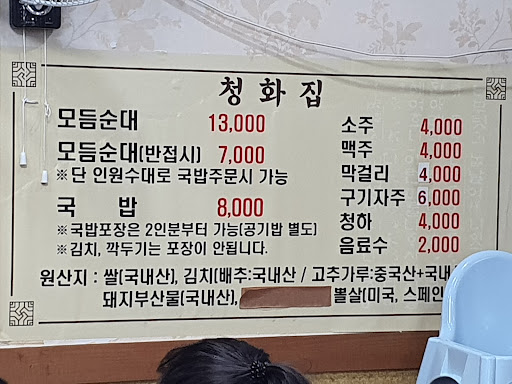 청화집
모듬순대 13,000
모듬순대(반접시) 7,000
※단 인원수대로 국밥주문시 가능
국 밥 8,000
※국밥포장은 2인분부터 가능(공기밥 별도)
※김치, 깍두기는 포장이 안됩니다.
소주 4,000
맥주 4,000
막걸리 4,000
구기자주 6,000
청하 4,000
음료수 2,000
원산지 : 쌀(국내산), 김치(배추:국내산 / 고추가루:중국산+국내
돼지부산물(국내산), 뽈살(미국, 스페인